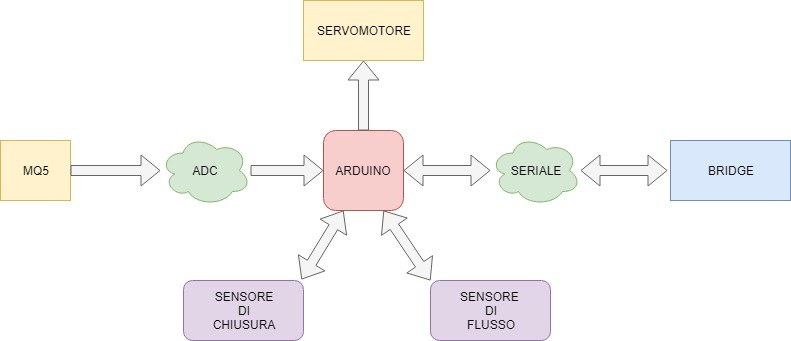 SERVOMOTORE
MQ5
ADC
ARDUINO
SERIALE
BRIDGE
SENSORE
DI
CHIUSURA
SENSORE
DI
FLUSSO